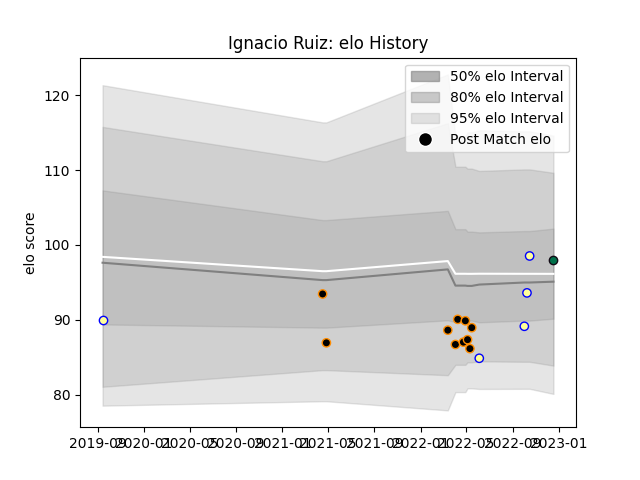 Ignacio Ruiz: elo History
50% elo Interval
80% elo Interval
95% elo Interval
Post Match elo
elo score
120
110
100
90
80
2019-09 2020-01 2020-05 2020-09 2021-01 2021-05 2021-09 2022-01 2022-05 2022-09 2023-01